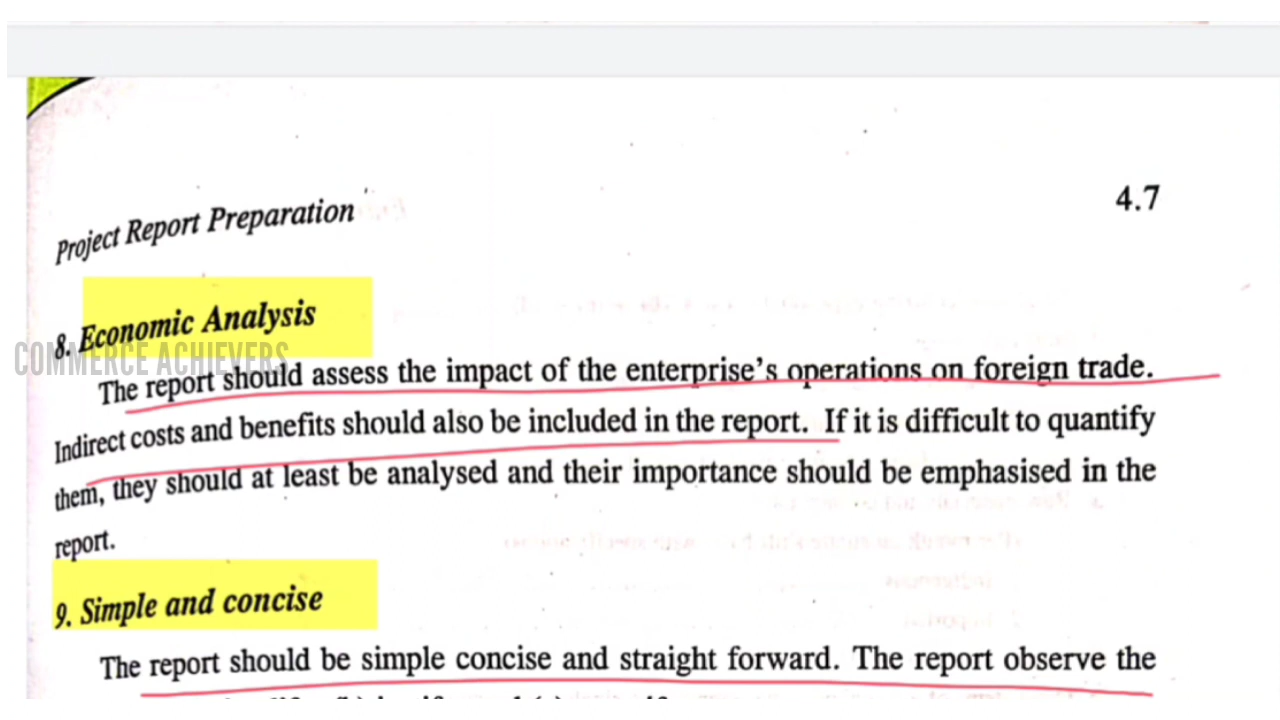 Project Report Preparation
4.7
8. Economic Analysis
COMMERCE ACHIEVERS
The report should assess the impact of the enterprise's operations on foreign trade.
Indirect costs and benefits should also be included in the report. If it is difficult to quantify
them, they should at least be analysed and their importance should be emphasised in the
report.
9. Simple and concise
The report should be simple concise and straight forward. The report observe the